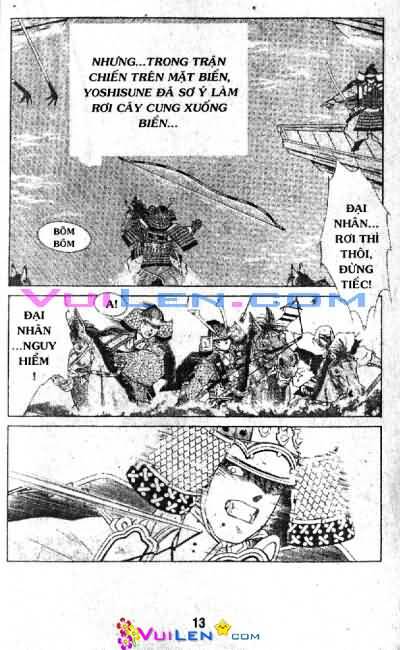 NHƯNG...TRONG TRẬN
CHIẾN TRÊN MẶT BIỂN,
YOSHISUNE ĐÃ SƠ Ý LÀM
RƠI CÂY CUNG XUỐNG
BIỂN...
BÕM
BÕM
ĐẠI
NHÂN...
RƠI THÌ
THÔI,
ĐỪNG
TIẾC!
VUILEN.COM
Á!
ĐẠI
NHÂN
...NGUY
HIỂM
!
13
VUILEN.COM